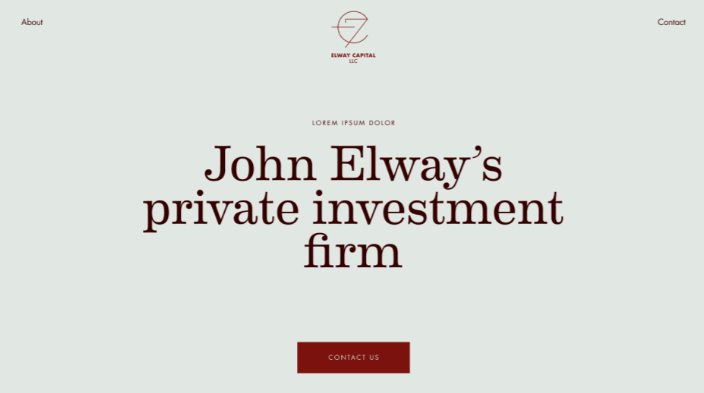 About
ELWAY CAPITAL
LLC
Contact
LOREM IPSUM DOLOR
John Elway’s
private investment
firm
CONTACT US